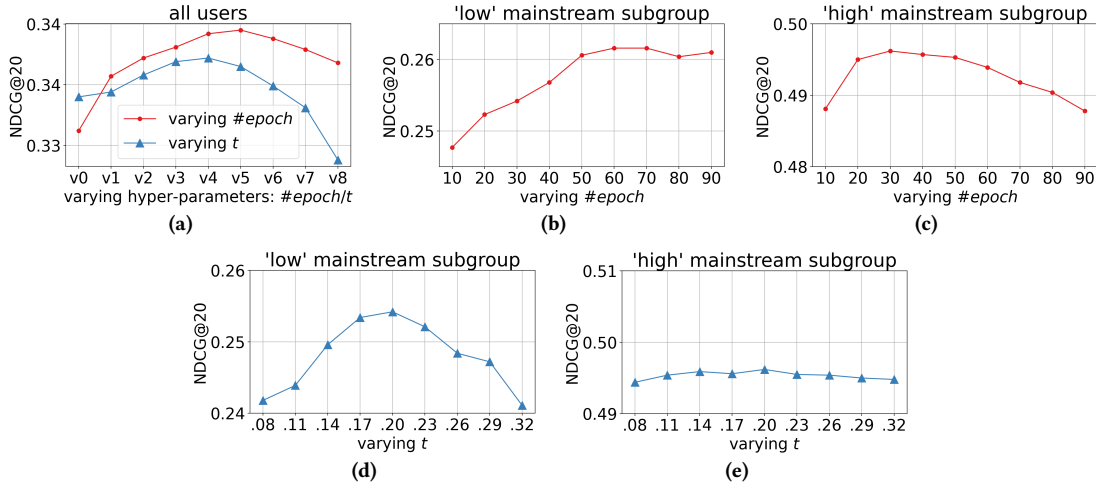 all users
0.34
0.34
0.33
NDCG@20
varying #epoch
varying t
v0 v1 v2 v3 v4 v5 v6 v7 v8
varying hyper-parameters: #epoch/t
(a)
'low' mainstream subgroup
0.26
0.25
NDCG@20
10 20 30 40 50 60 70 80 90
varying #epoch
(b)
'high' mainstream subgroup
0.50
0.49
0.48
NDCG@20
10 20 30 40 50 60 70 80 90
varying #epoch
(c)
'low' mainstream subgroup
0.26
0.25
0.24
NDCG@20
.08 .11 .14 .17 .20 .23 .26 .29 .32
varying t
(d)
'high' mainstream subgroup
0.51
0.50
0.49
NDCG@20
.08 .11 .14 .17 .20 .23 .26 .29 .32
varying t
(e)